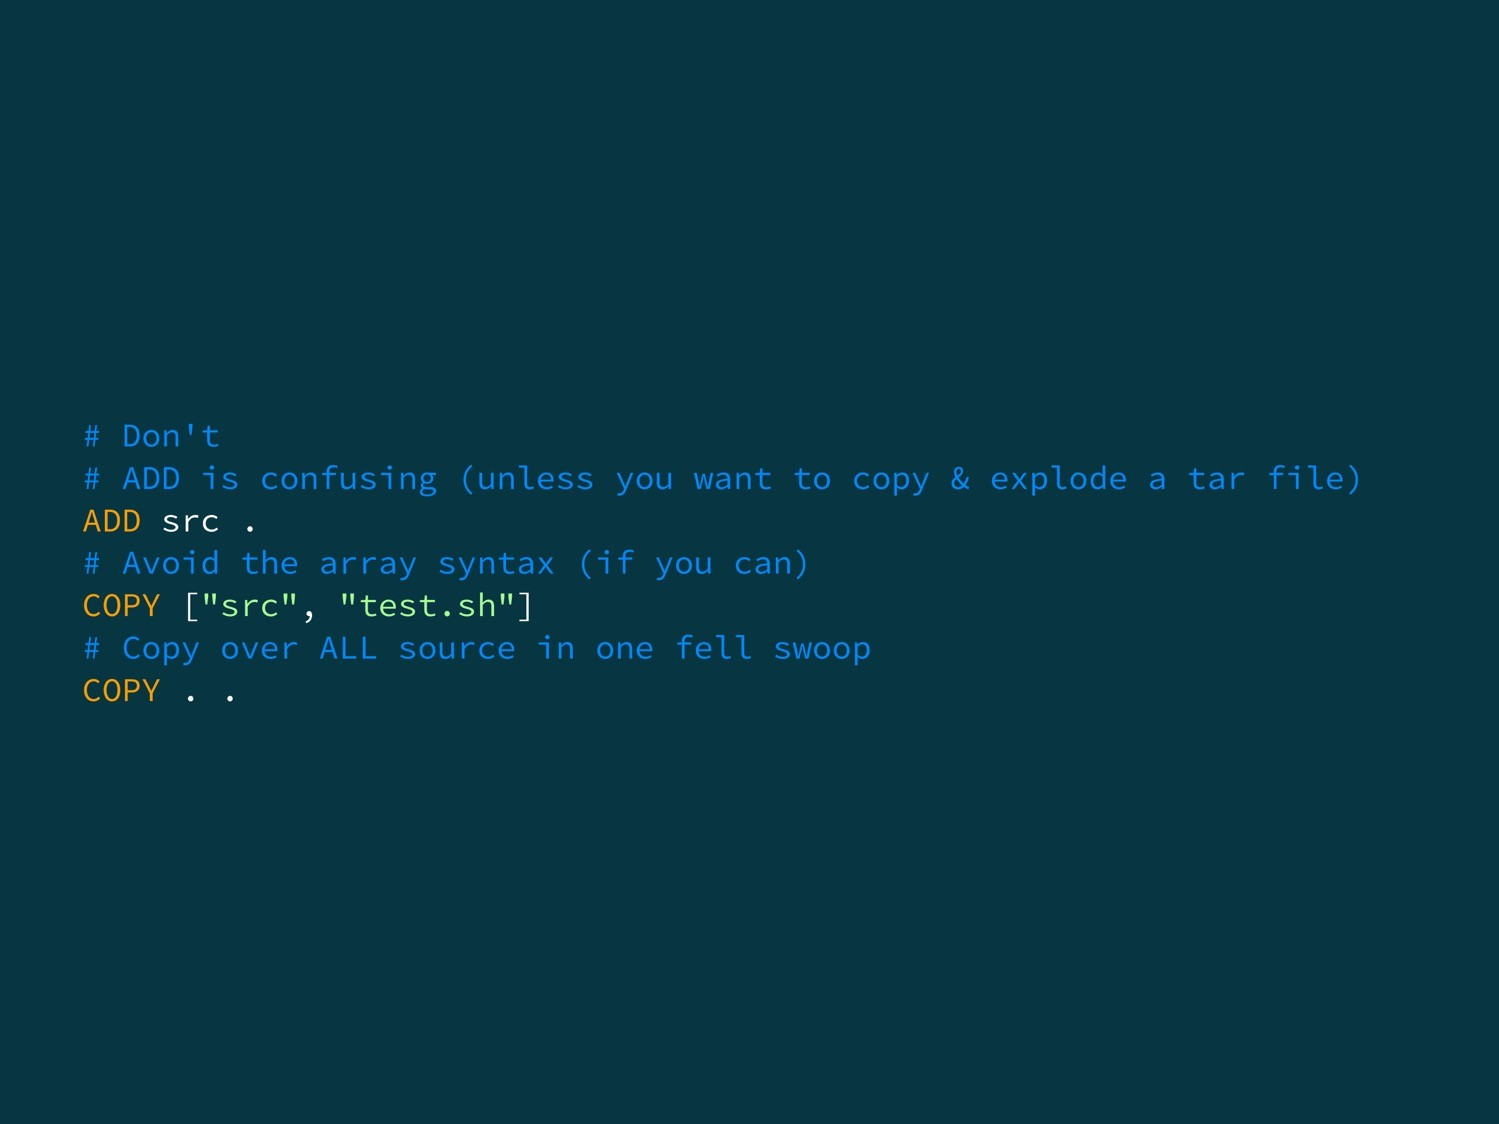 # Don't
# ADD is confusing (unless you want to copy & explode a tar file)
ADD src .
# Avoid the array syntax (if you can)
COPY ["src", "test.sh"]
# Copy over ALL source in one fell swoop
COPY . .